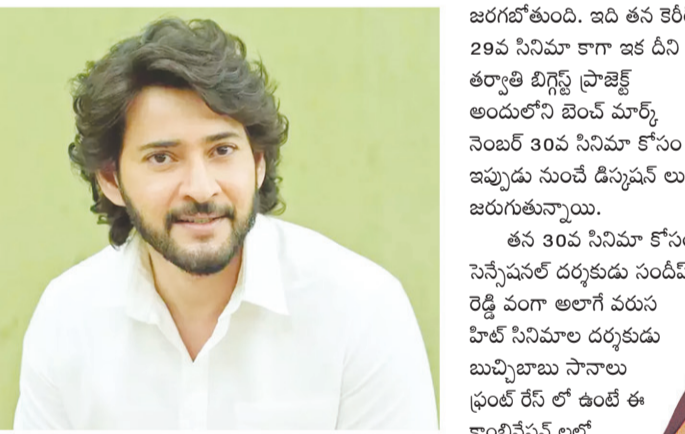 జరగబోతుంది. ఇది తన
29వ సినిమా కాగా ఇక దీని
తర్వాతి బిగ్గెస్ట్ ప్రాజెక్ట్
అందులోని బెంచ్ మార్క్
నెంబర్ 30వ సినిమా కోసం
ఇప్పుడు నుంచే డిస్కషన్ లు
జరుగుతున్నాయి.
తన 30వ సినిమా
సెన్సేషనల్ దర్శకుడు సందీప్
రెడ్డి వంగా అలాగే వరుస
హిట్ సినిమాల దర్శకుడు
బుచ్చిబాబు సానాలు
ఫ్రంట్ రేస్ లో ఉంటే ఈ